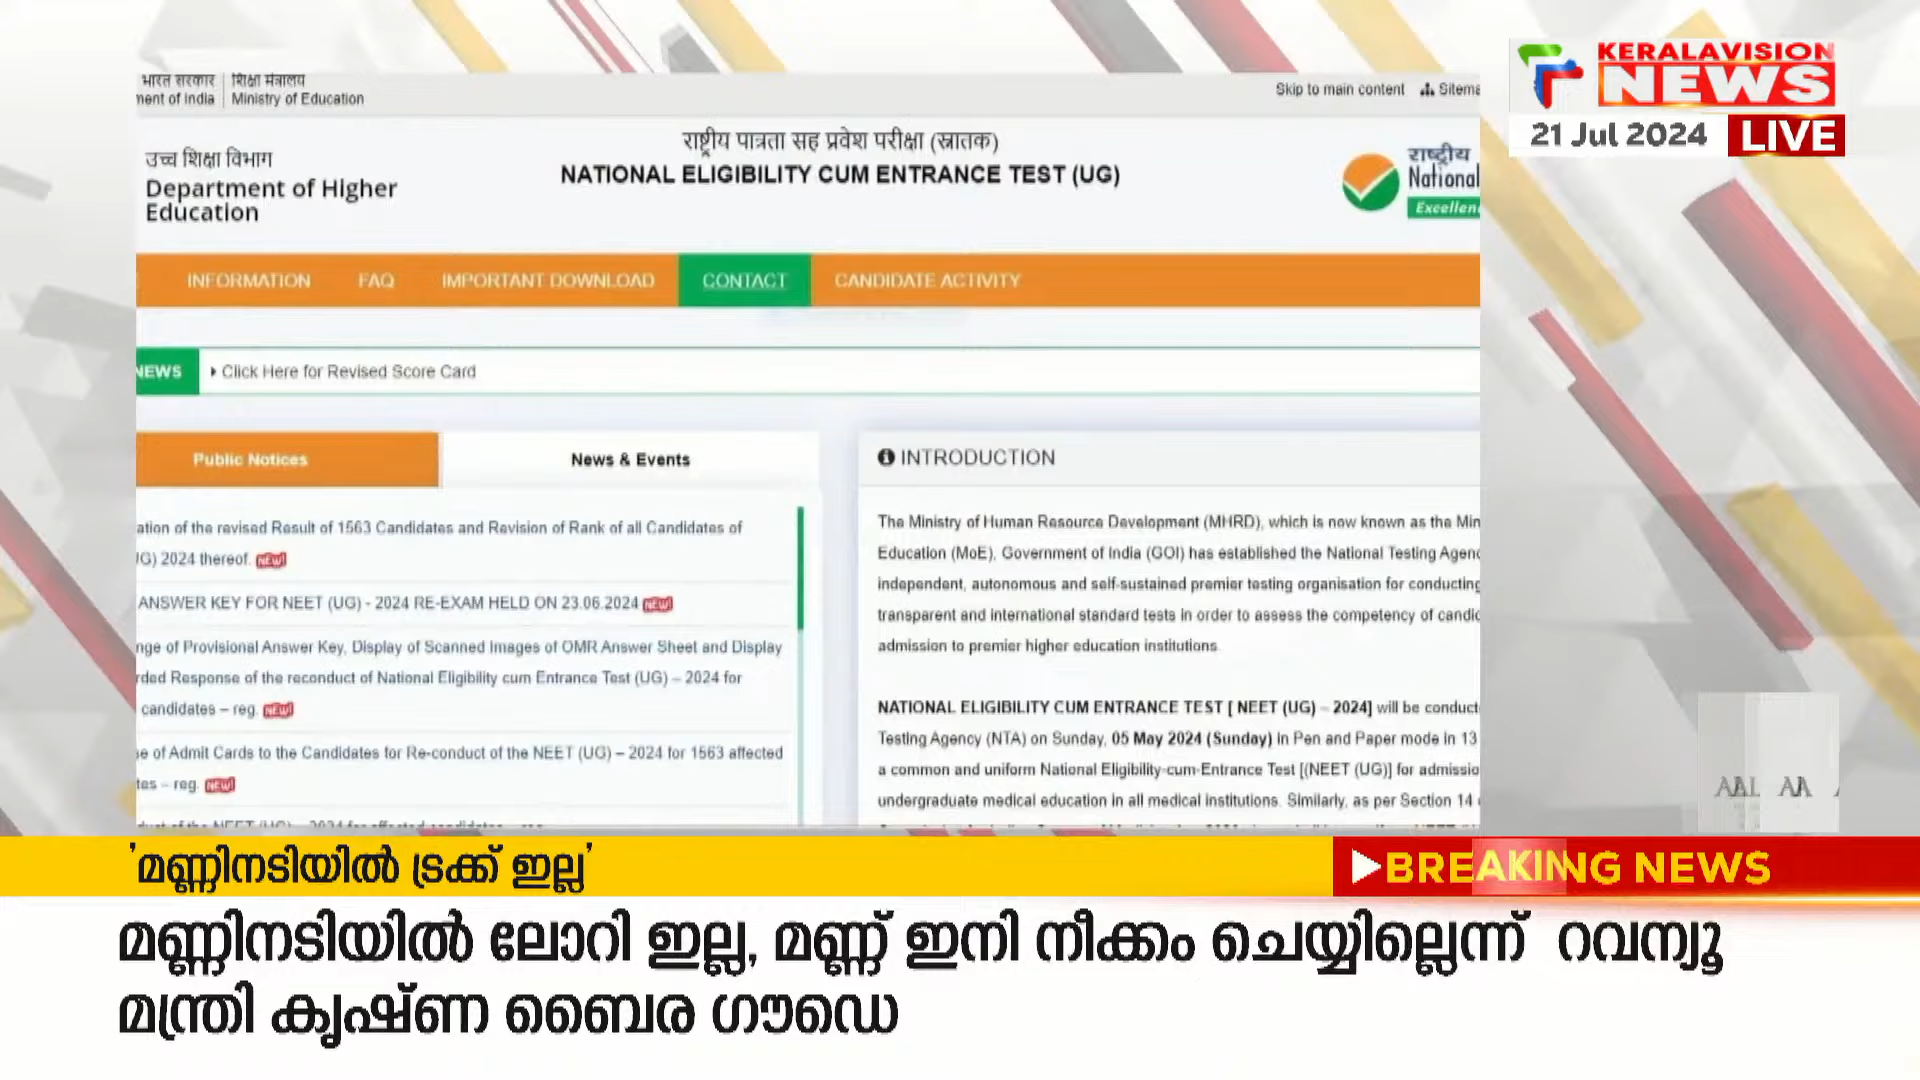 भारत सरकार शिक्षा मंत्रालय
ment of India Ministry of Education
Skip to main content Sitema
KERALAVISION
NEWS
21 Jul 2024 LIVE
राष्ट्रीय पात्रता सह प्रवेश परीक्षा (स्नातक)
NATIONAL ELIGIBILITY CUM ENTRANCE TEST (UG)
उच्च शिक्षा विभाग
Department of Higher
Education
राष्ट्रीय
National
Excellen
INFORMATION FAQ IMPORTANT DOWNLOAD CONTACT CANDIDATE ACTIVITY
NEWS Click Here for Revised Score Card
Public Notices News & Events
ation of the revised Result of 1563 Candidates and Revision of Rank of all Candidates of
G) 2024 thereof. NEW!
ANSWER KEY FOR NEET (UG) - 2024 RE-EXAM HELD ON 23.06.2024 NEW!
nge of Provisional Answer Key, Display of Scanned Images of OMR Answer Sheet and Display
rded Response of the reconduct of National Eligibility cum Entrance Test (UG) – 2024 for
candidates – reg. NEW!
se of Admit Cards to the Candidates for Re-conduct of the NEET (UG) – 2024 for 1563 affected
tes – reg. NEW!
INTRODUCTION
The Ministry of Human Resource Development (MHRD), which is now known as the Min
Education (MoE), Government of India (GOI) has established the National Testing Agenc
independent, autonomous and self-sustained premier testing organisation for conducting
transparent and international standard tests in order to assess the competency of candic
admission to premier higher education institutions.
NATIONAL ELIGIBILITY CUM ENTRANCE TEST [ NEET (UG) – 2024] will be conduct
Testing Agency (NTA) on Sunday, 05 May 2024 (Sunday) in Pen and Paper mode in 13
a common and uniform National Eligibility-cum-Entrance Test [(NEET (UG)] for admissio
undergraduate medical education in all medical institutions. Similarly, as per Section 14
'മണ്ണിനടിയിൽ ട്രക്ക് ഇല്ല'
BREAKING NEWS
മണ്ണിനടിയിൽ ലോറി ഇല്ല, മണ്ണ് ഇനി നീക്കം ചെയ്യില്ലെന്ന് റവന്യൂ
മന്ത്രി കൃഷ്ണ ബൈര ഗൗഡെ